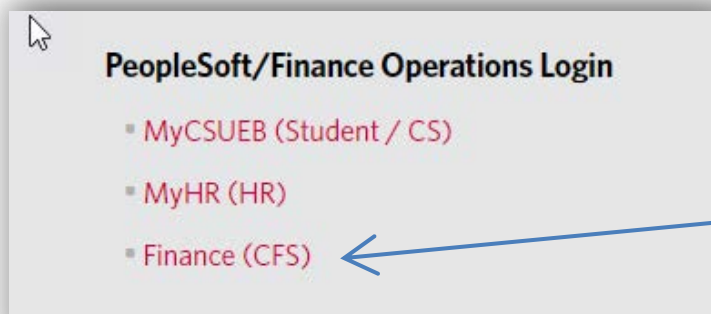 PeopleSoft/Finance Operations Login
MyCSUEB (Student / CS)
MyHR (HR)
Finance (CFS)